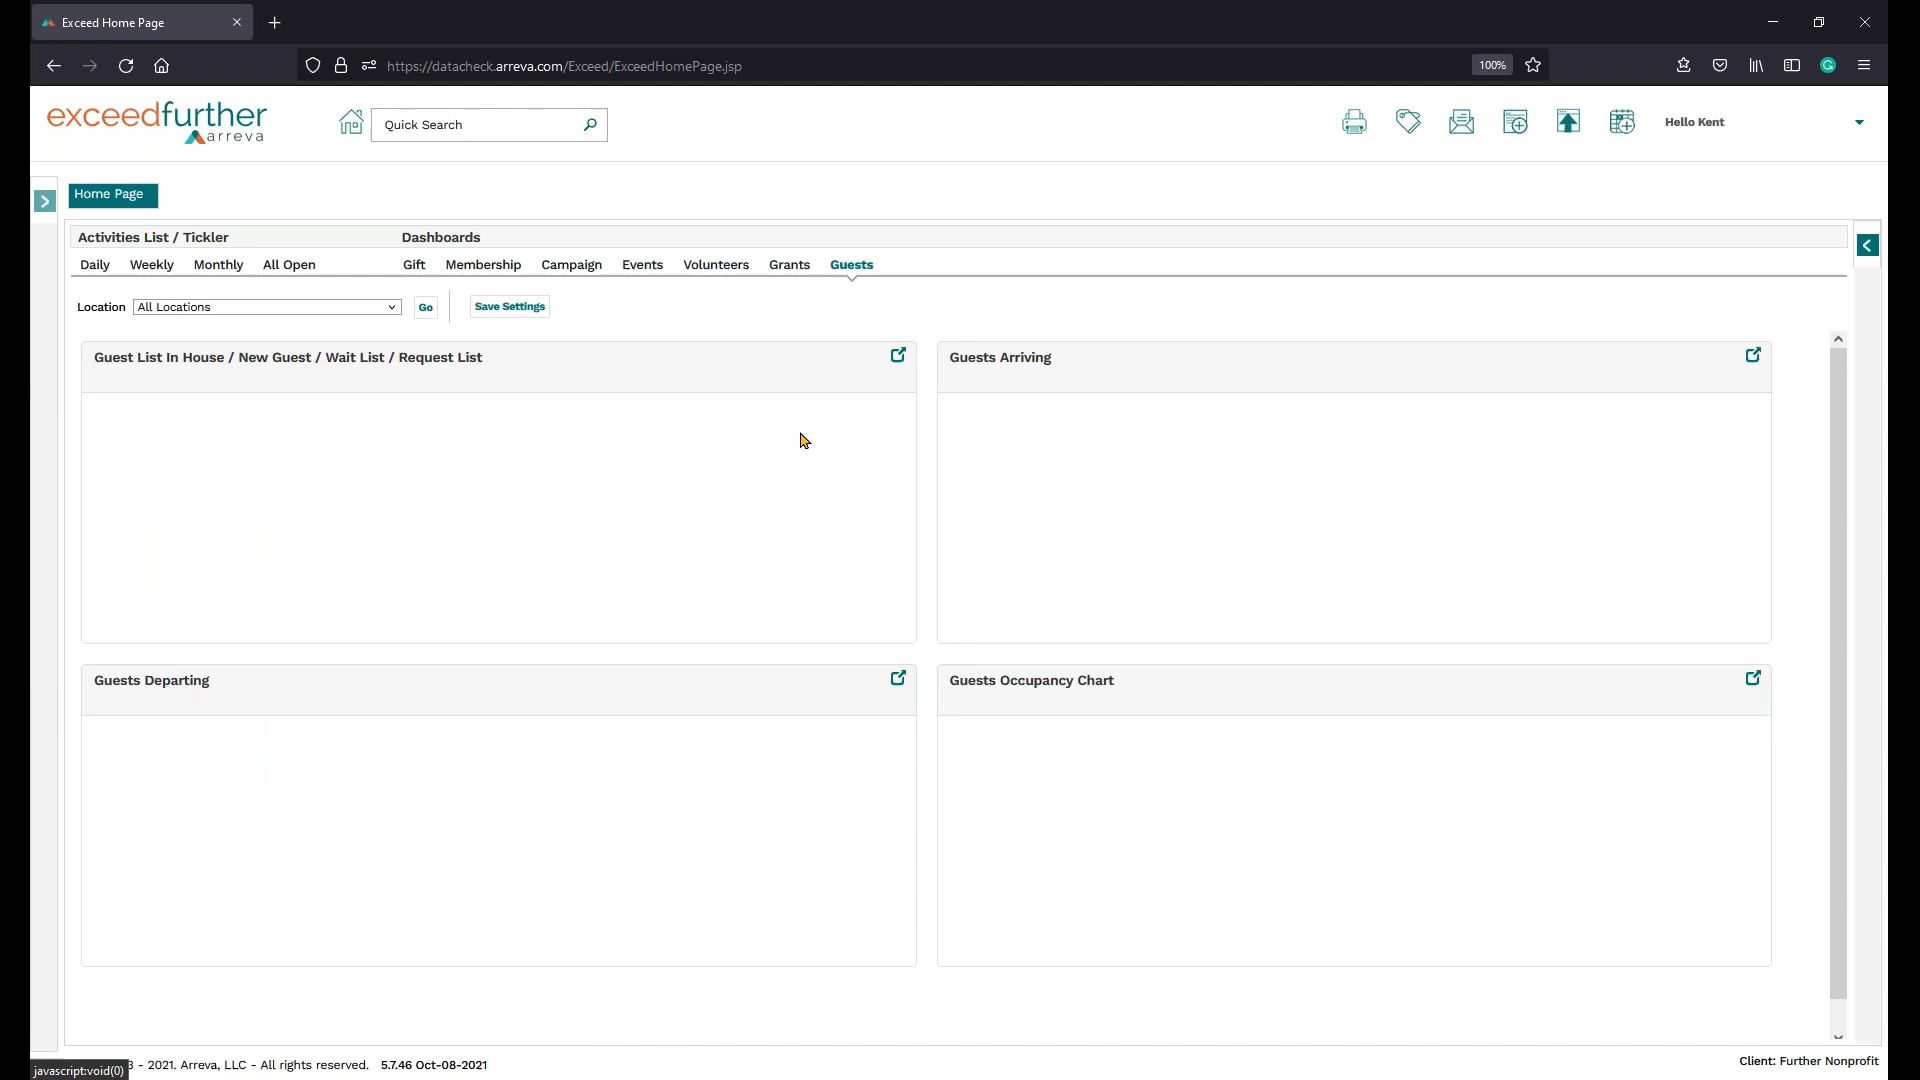 Exceed Home Page
https://datacheck.arreva.com/Exceed/ExceedHomePage.jsp
100%
exceedfurther
arreva
Quick Search
Hello Kent
Home Page
Activities List / Tickler Dashboards
Daily Weekly Monthly All Open Gift Membership Campaign Events Volunteers Grants Guests
Location All Locations Go Save Settings
Guest List In House / New Guest / Wait List / Request List
Guests Arriving
Guests Departing
Guests Occupancy Chart
javascript:void(0)
3 - 2021. Arreva, LLC - All rights reserved. 5.7.46 Oct-08-2021
Client: Further Nonprofit